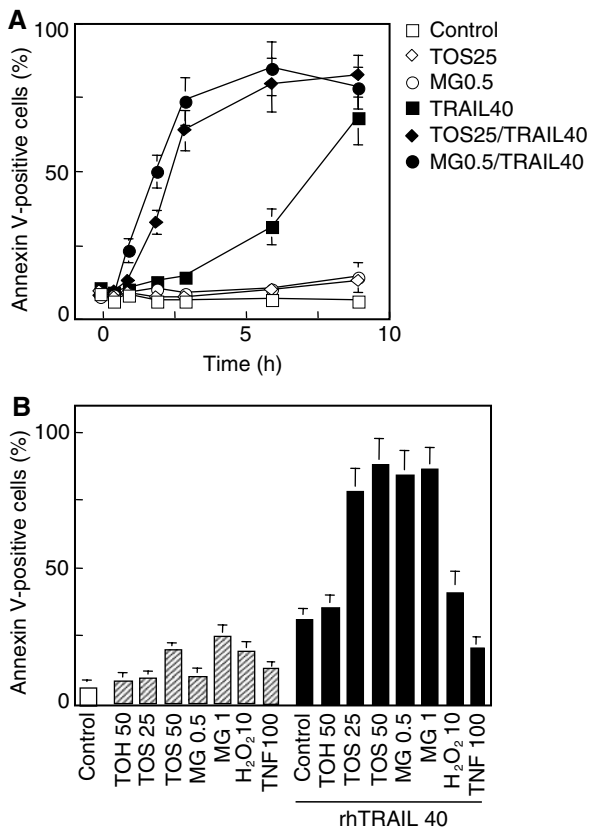 A
Annexin V-positive cells (%)
100
50
0
0
5
10
Time (h)
Control
TOS25
MG0.5
TRAIL40
TOS25/TRAIL40
MG0.5/TRAIL40
B
Annexin V-positive cells (%)
100
50
0
Control
TOH 50
TOS 25
TOS 50
MG 0.5
MG 1
H₂O₂ 10
TNF 100
Control
TOH 50
TOS 25
TOS 50
MG 0.5
MG 1
H₂O₂ 10
TNF 100
rhTRAIL 40